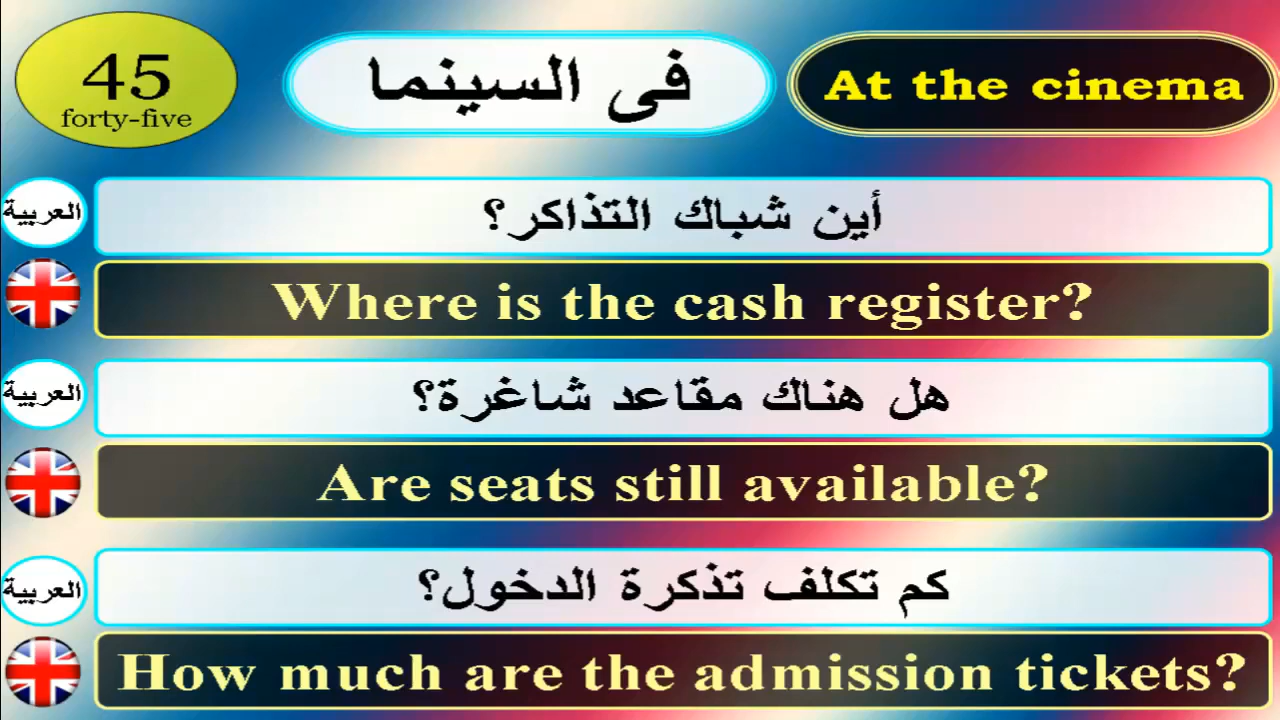 45
forty-five
فى السينما
At the cinema
العربية
أين شباك التذاكر؟
Where is the cash register?
العربية
هل هناك مقاعد شاغرة؟
Are seats still available?
العربية
كم تكلف تذكرة الدخول؟
How much are the admission tickets?